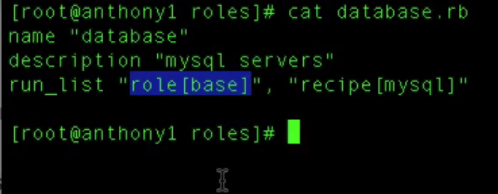 [root@anthony1 roles]# cat database.rb
name "database"
description "mysql servers"
run_list "role[base]", "recipe[mysql]"
[root@anthony1 roles]#